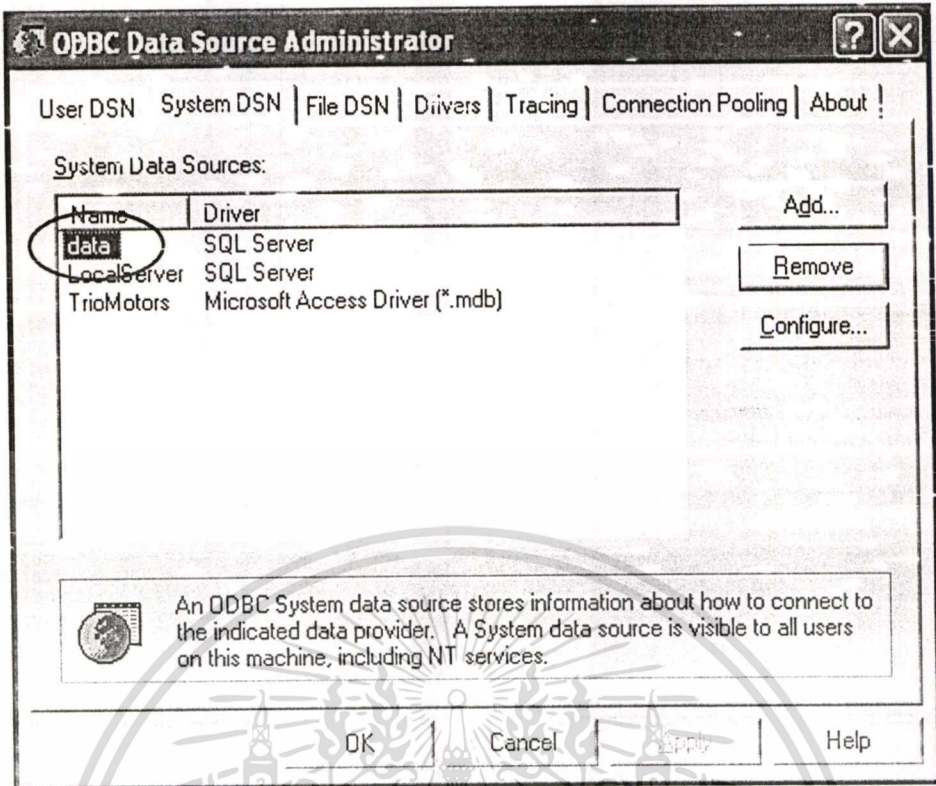 ODBC Data Source Administrator
User DSN System DSN File DSN Drivers Tracing Connection Pooling About
System Data Sources:
Name Driver
data SQL Server
LocalServer SQL Server
TrioMotors Microsoft Access Driver (*.mdb)
Add...
Remove
Configure...
An ODBC System data source stores information about how to connect to
the indicated data provider. A System data source is visible to all users
on this machine, including NT services.
OK Cancel Apply Help